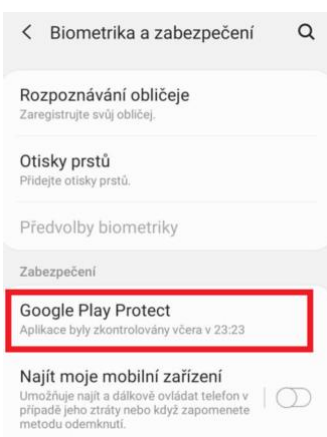 Biometrika a zabezpečení
Rozpoznávání obličeje
Zaregistrujte svůj obličej.
Otisky prstů
Přidejte otisky prstů.
Předvolby biometriky
Zabezpečení
Google Play Protect
Aplikace byly zkontrolovány včera v 23:23
Najít moje mobilní zařízení
Umožňuje najít a dálkově ovládat telefon v
případě jeho ztráty nebo když zapomenete
metodu odemknutí.